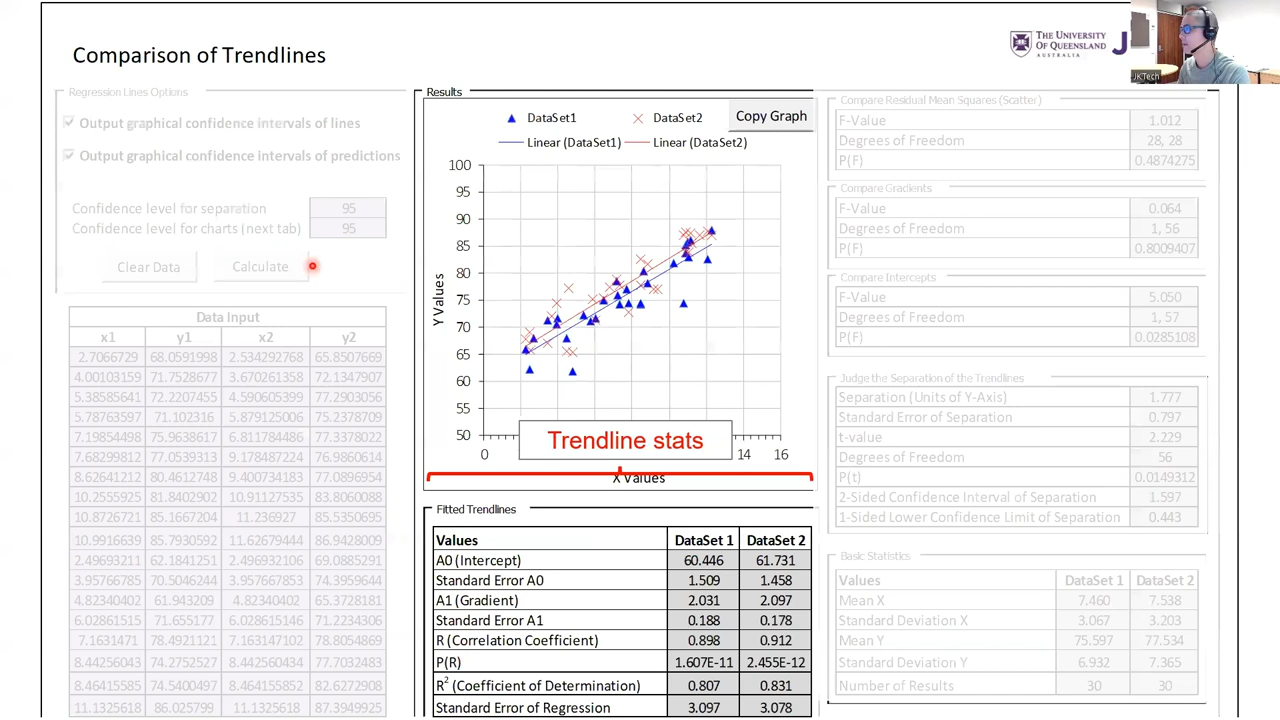 Comparison of Trendlines
THE UNIVERSITY
OF QUEENSLAND
AUSTRALIA
J
JKTech
Regression Lines Options
Output graphical confidence intervals of lines
Output graphical confidence intervals of predictions
Confidence level for separation 95
Confidence level for charts (next tab) 95
Clear Data Calculate
Data Input
x1 y1 x2 y2
2.7066729 68.0591998 2.534292768 65.8507669
4.00103159 71.7528677 3.670261358 72.1347907
5.38585641 72.2207455 4.590605399 77.2903056
5.78763597 71.102316 5.879125006 75.2378709
7.19854498 75.9638617 6.811784486 77.3378022
7.68299812 77.0539313 9.178487224 76.9860614
8.62641212 80.4612748 9.400734183 77.0896954
10.2555925 81.8402902 10.91127535 83.8060088
10.8726721 85.1667204 11.236927 85.5350695
10.9916639 85.7930592 11.62679444 86.9428009
2.49693211 62.1841251 2.496932106 69.0885291
3.95766785 70.5046244 3.957667853 74.3959644
4.82340402 61.943209 4.82340402 65.3728181
6.02861515 71.655177 6.028615146 71.2234306
7.1631471 78.4921121 7.163147102 78.8054869
8.44256043 74.2752527 8.442560434 77.7032483
8.46415585 74.5400497 8.464155852 82.6272908
11.1325618 86.025799 11.1325618 87.3949925
Results
DataSet1 DataSet2
Linear (DataSet1) Linear (DataSet2)
Copy Graph
100
95
90
85
80
75
70
65
60
55
50
Y Values
0 14 16
X Values
Trendline stats
Fitted Trendlines
Values DataSet 1 DataSet 2
A0 (Intercept) 60.446 61.731
Standard Error A0 1.509 1.458
A1 (Gradient) 2.031 2.097
Standard Error A1 0.188 0.178
R (Correlation Coefficient) 0.898 0.912
P(R) 1.607E-11 2.455E-12
R2 (Coefficient of Determination) 0.807 0.831
Standard Error of Regression 3.097 3.078
Compare Residual Mean Squares (Scatter)
F-Value 1.012
Degrees of Freedom 28, 28
P(F) 0.4874275
Compare Gradients
F-Value 0.064
Degrees of Freedom 1, 56
P(F) 0.8009407
Compare Intercepts
F-Value 5.050
Degrees of Freedom 1, 57
P(F) 0.0285108
Judge the Separation of the Trendlines
Separation (Units of Y-Axis) 1.777
Standard Error of Separation 0.797
t-value 2.229
Degrees of Freedom 56
P(t) 0.0149312
2-Sided Confidence Interval of Separation 1.597
1-Sided Lower Confidence Limit of Separation 0.443
Basic Statistics
Values DataSet 1 DataSet 2
Mean X 7.460 7.538
Standard Deviation X 3.067 3.203
Mean Y 75.597 77.534
Standard Deviation Y 6.932 7.365
Number of Results 30 30